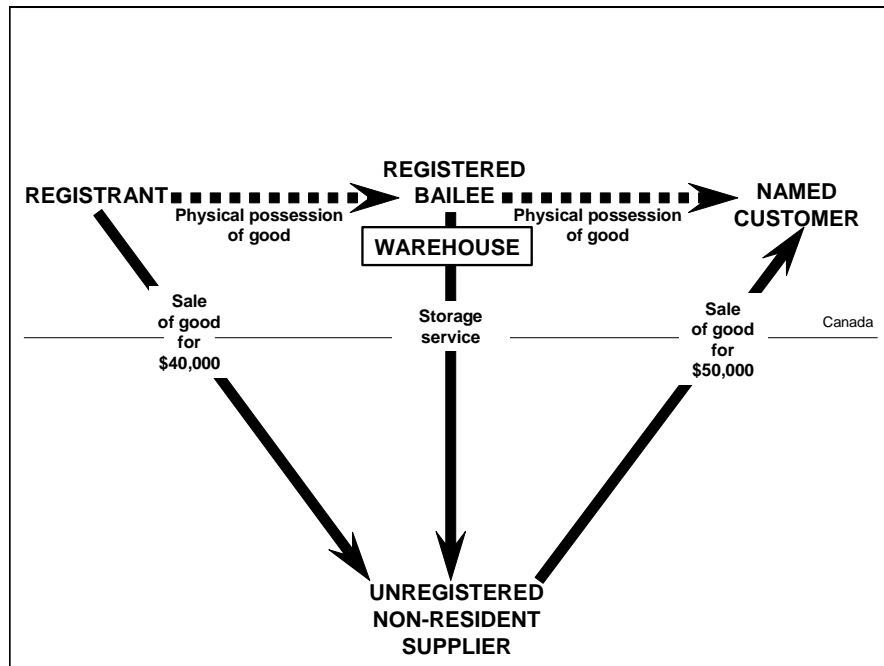 REGISTRANT
REGISTERED
BAILEE
NAMED
CUSTOMER
Physical possession
of good
Physical possession
of good
WAREHOUSE
Sale
of good
for
$40,000
Storage
service
Sale
of good
for
$50,000
Canada
UNREGISTERED
NON-RESIDENT
SUPPLIER